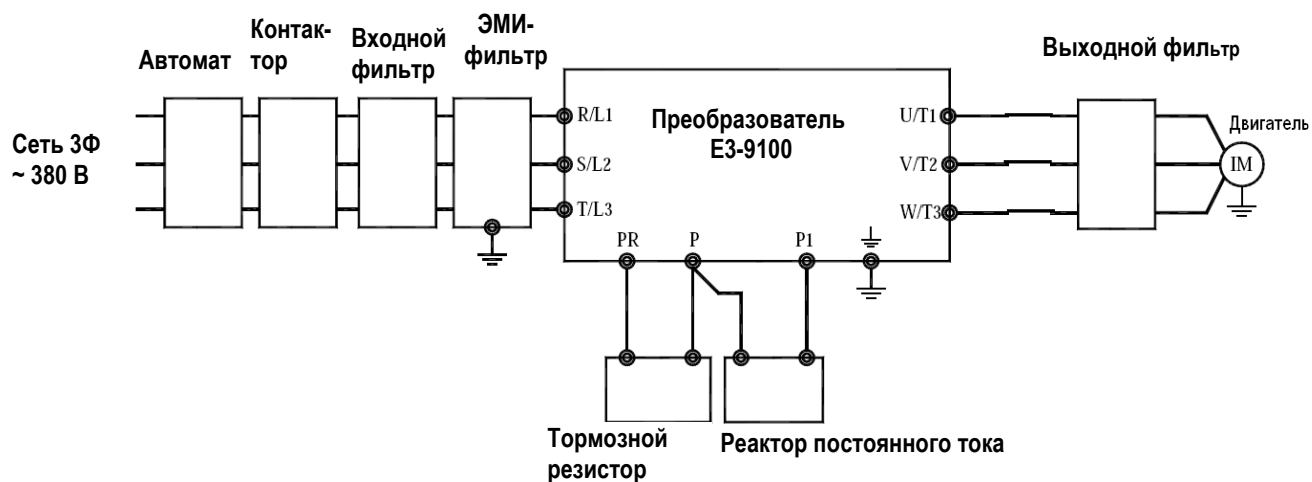 Автомат
Контак-
тор
Входной
фильтр
ЭМИ-
фильтр
Выходной фильтр
Сеть 3Ф
~ 380 В
R/L1
S/L2
T/L3
Преобразователь
Е3-9100
U/T1
V/T2
W/T3
Двигатель
IM
PR
P
P1
Тормозной
резистор
Реактор постоянного тока